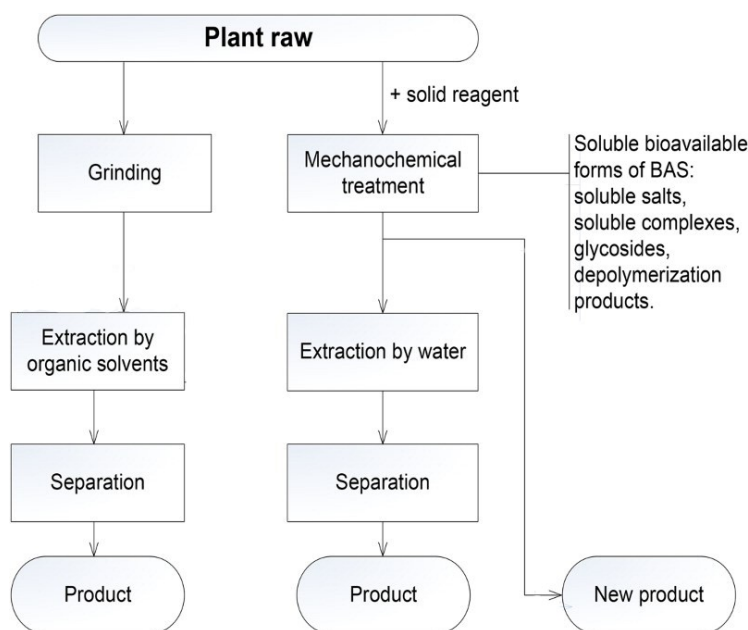 Plant raw
+ solid reagent
Grinding
Mechanochemical
treatment
Soluble bioavailable
forms of BAS:
soluble salts,
soluble complexes,
glycosides,
depolymerization
products.
Extraction by
organic solvents
Extraction by water
Separation
Separation
Product
Product
New product